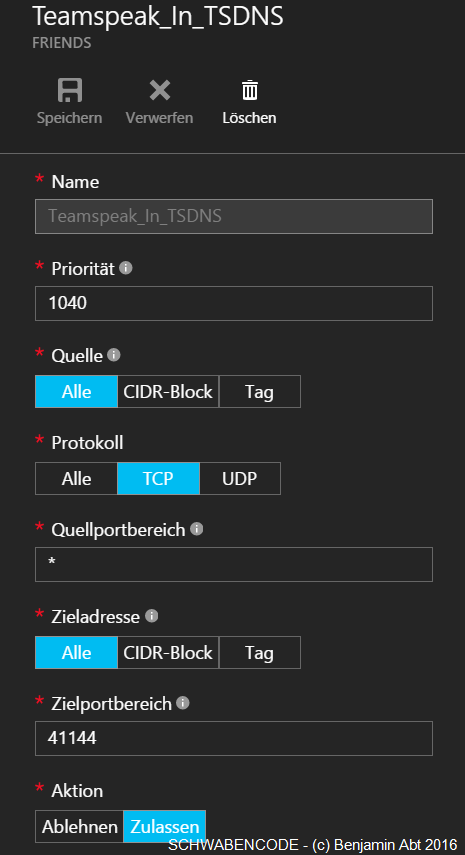 Teamspeak_In_TSDNS
FRIENDS
Speichern Verwerfen Löschen
* Name
Teamspeak_In_TSDNS
* Priorität
1040
* Quelle
Alle CIDR-Block Tag
* Protokoll
Alle TCP UDP
* Quellportbereich
*
* Zieladresse
Alle CIDR-Block Tag
* Zielportbereich
41144
* Aktion
Ablehnen Zulassen
SCHWABENCODE - (c) Benjamin Abt 2016